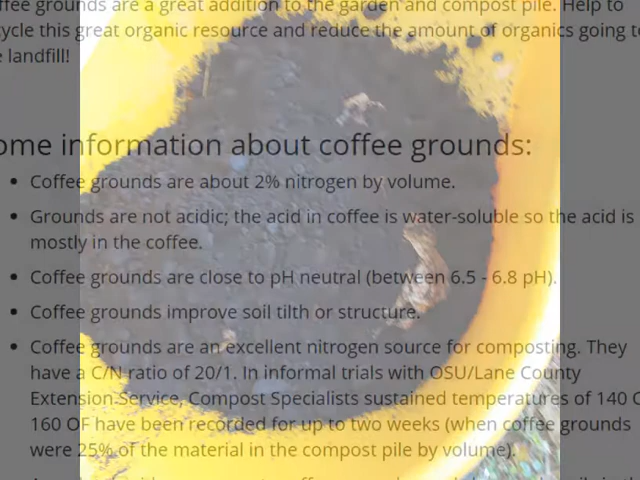 ffee grounds are a great addition to the garden and compost pile. Help to
cycle this great organic resource and reduce the amount of organics going to
e landfill!
ome information about coffee grounds:
• Coffee grounds are about 2% nitrogen by volume.
• Grounds are not acidic; the acid in coffee is water-soluble so the acid is
mostly in the coffee.
• Coffee grounds are close to pH neutral (between 6.5 - 6.8 pH).
• Coffee grounds improve soil tilth or structure.
• Coffee grounds are an excellent nitrogen source for composting. They
have a C/N ratio of 20/1. In informal trials with OSU/Lane County
Extension Service, Compost Specialists sustained temperatures of 140 O
160 OF have been recorded for up to two weeks (when coffee grounds
were 25% of the material in the compost pile by volume).